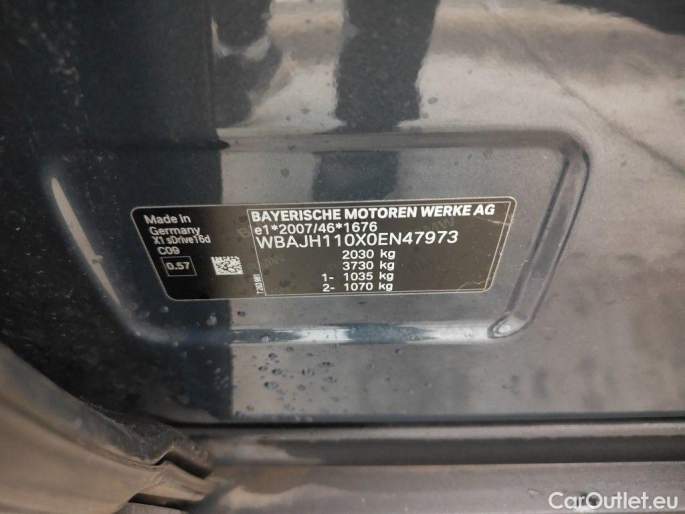 Made in
Germany
X1 sDrive16d
C09
0.57
BAYERISCHE MOTOREN WERKE AG
e1*2007/46*1676
WBAJH110X0EN47973
2030 kg
3730 kg
1- 1035 kg
2- 1070 kg
CarOutlet.eu